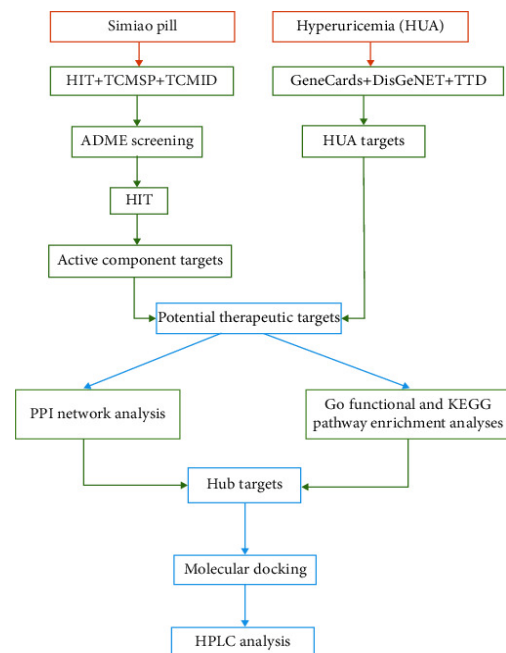 Simiao pill
Hyperuricemia (HUA)
HIT+TCMSP+TCMID
GeneCards+DisGeNET+TTD
ADME screening
HUA targets
HIT
Active component targets
Potential therapeutic targets
PPI network analysis
Go functional and KEGG
pathway enrichment analyses
Hub targets
Molecular docking
HPLC analysis